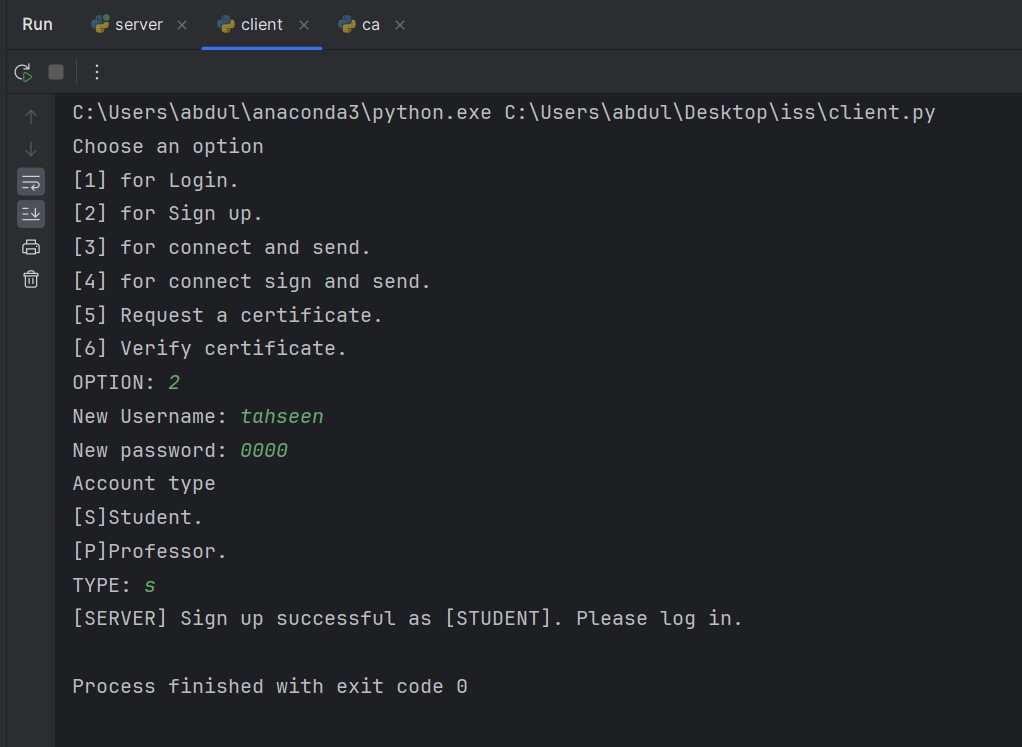 Run server client ca
C:\Users\abdul\anaconda3\python.exe C:\Users\abdul\Desktop\iss\client.py
Choose an option
[1] for Login.
[2] for Sign up.
[3] for connect and send.
[4] for connect sign and send.
[5] Request a certificate.
[6] Verify certificate.
OPTION: 2
New Username: tahseen
New password: 0000
Account type
[S]Student.
[P]Professor.
TYPE: s
[SERVER] Sign up successful as [STUDENT]. Please log in.
Process finished with exit code 0